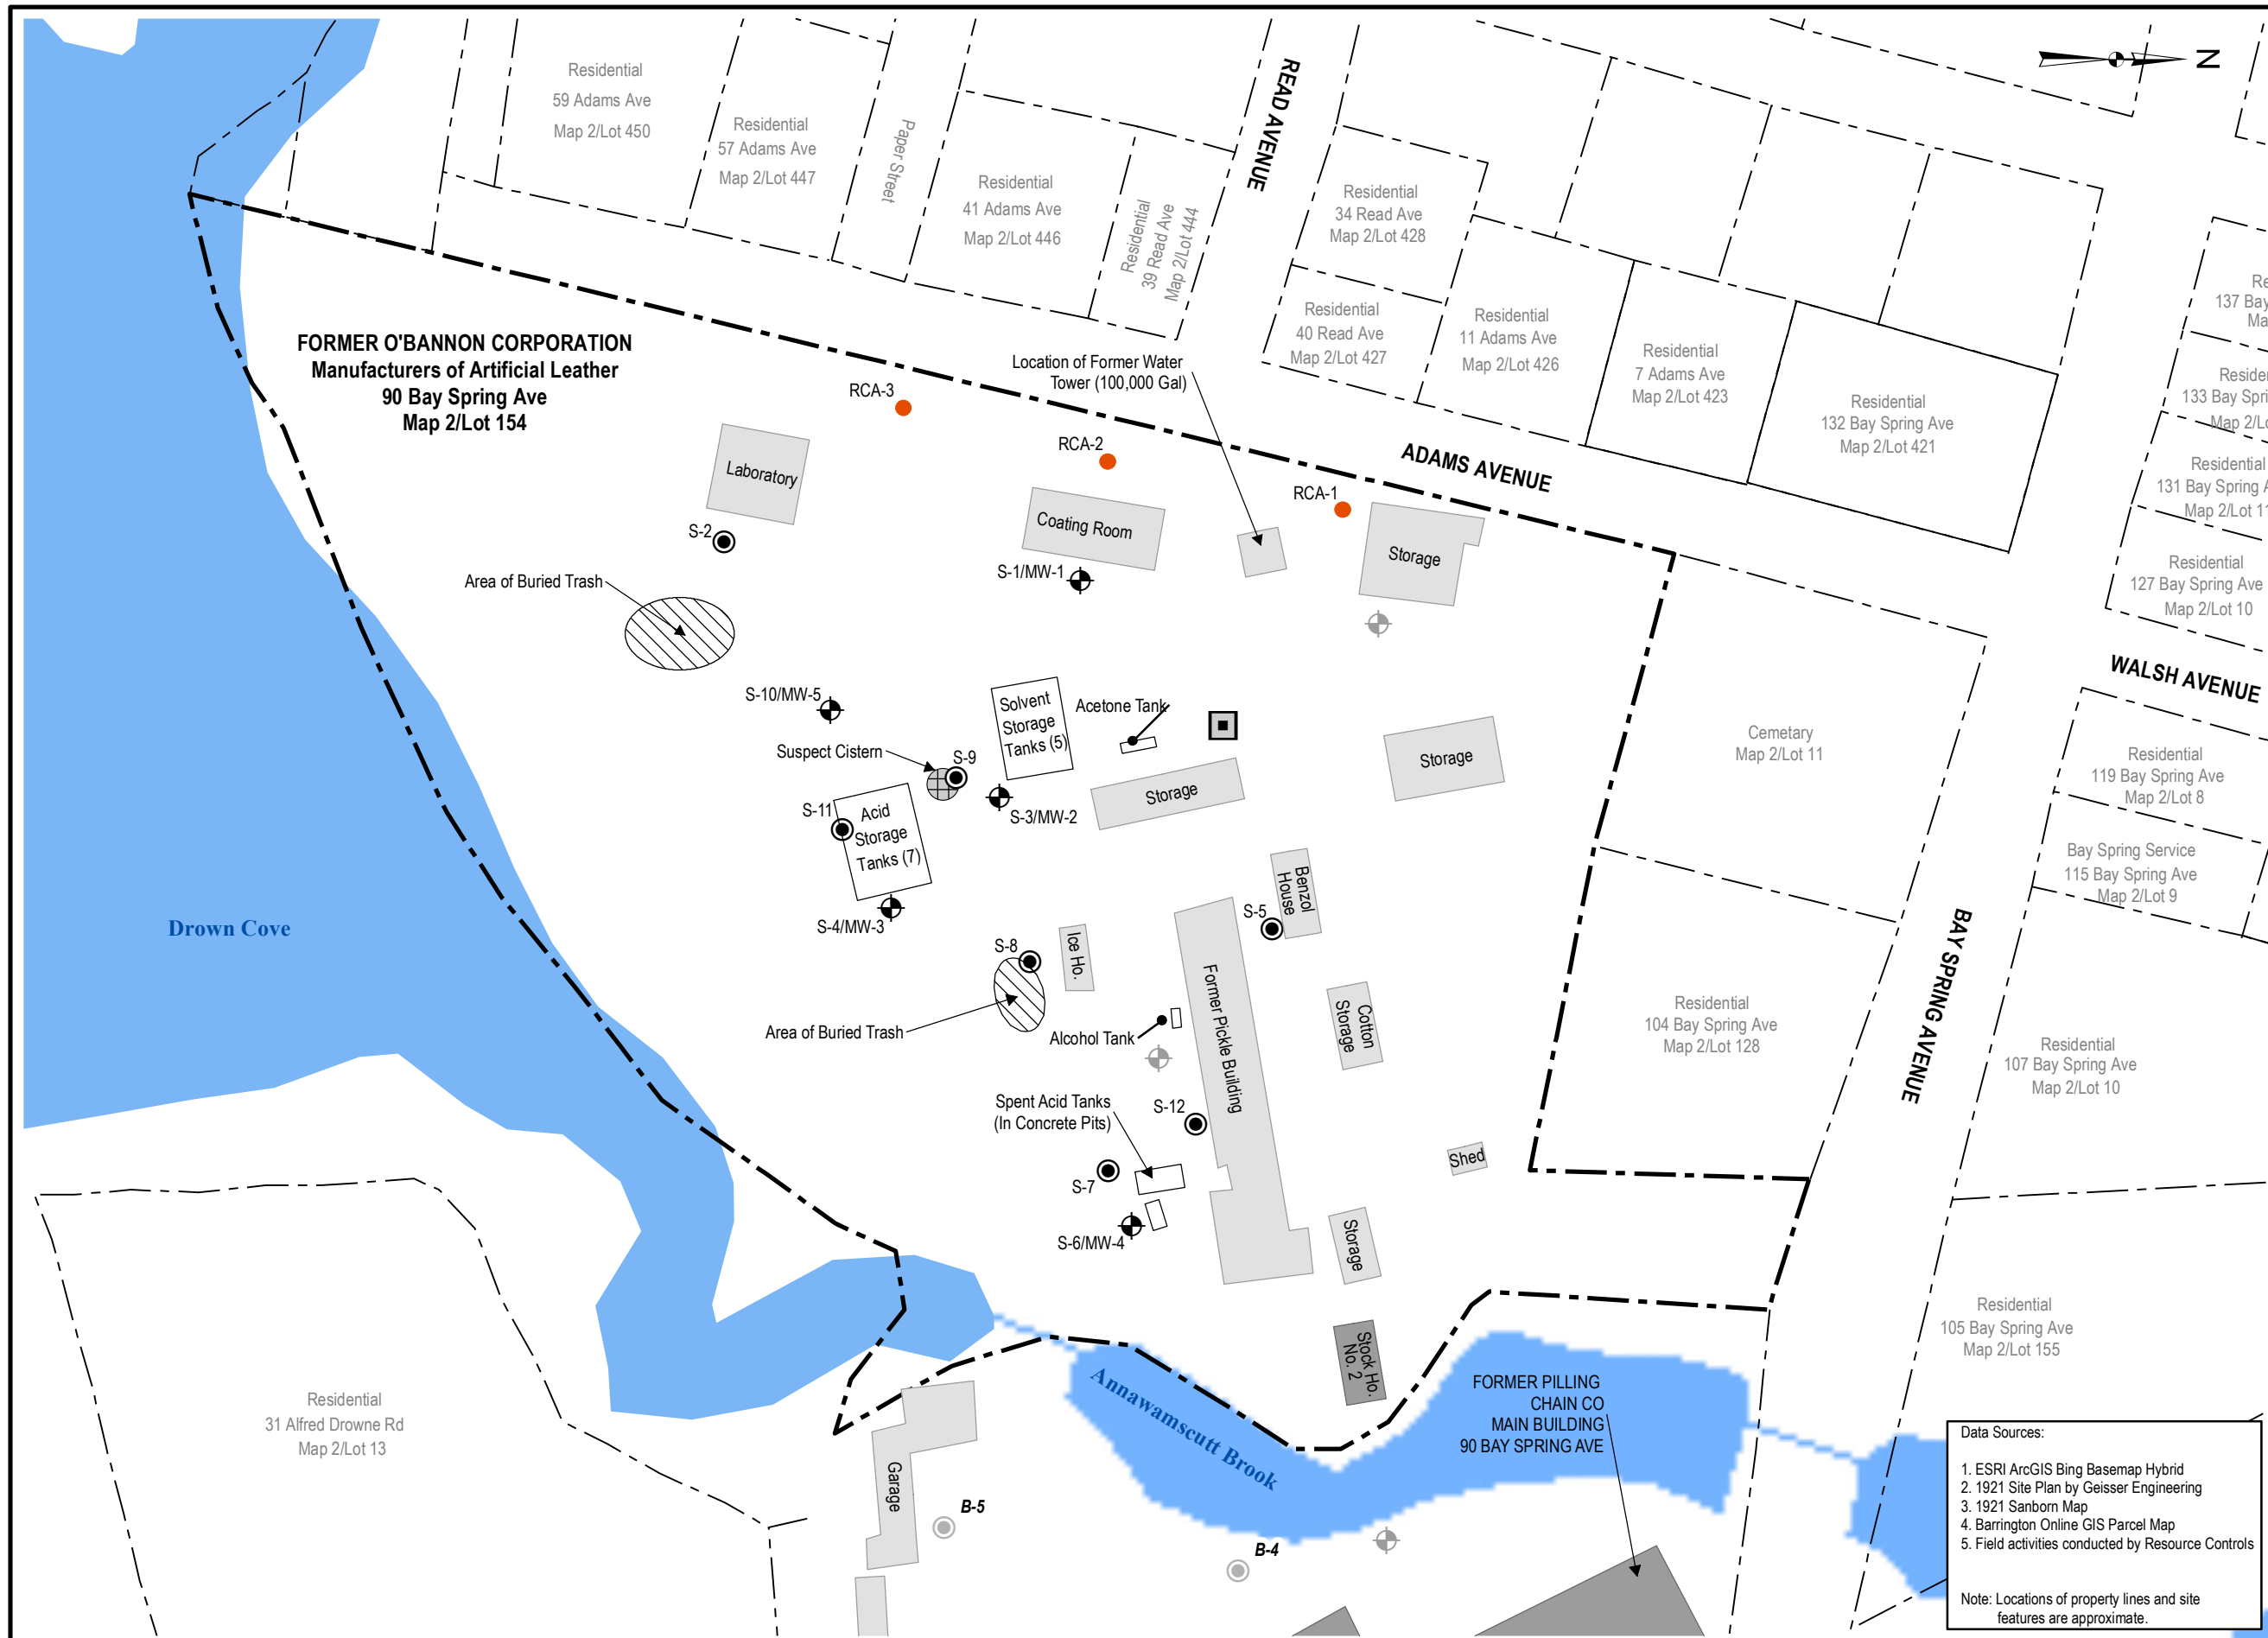 N
Residential
59 Adams Ave
Map 2/Lot 450
Residential
57 Adams Ave
Map 2/Lot 447
Paper Street
Residential
41 Adams Ave
Map 2/Lot 446
Residential
39 Read Ave
Map 2/Lot 444
READ AVENUE
Residential
34 Read Ave
Map 2/Lot 428
Residential
40 Read Ave
Map 2/Lot 427
Residential
11 Adams Ave
Map 2/Lot 426
Residential
7 Adams Ave
Map 2/Lot 423
Residential
132 Bay Spring Ave
Map 2/Lot 421
137 Bay
133 Bay
Residential
131 Bay Spring
Map 2/Lot
Residential
127 Bay Spring Ave
Map 2/Lot 10
FORMER O'BANNON CORPORATION
Manufacturers of Artificial Leather
90 Bay Spring Ave
Map 2/Lot 154
Location of Former Water
Tower (100,000 Gal)
RCA-3
RCA-2
RCA-1
ADAMS AVENUE
Laboratory
Coating Room
Storage
S-2
S-1/MW-1
Area of Buried Trash
WALSH AVENUE
S-10/MW-5
Solvent
Storage
Tanks (5)
Acetone Tank
Suspect Cistern
S-9
Storage
Storage
S-3/MW-2
S-11
Acid
Storage
Tanks (7)
S-4/MW-3
Cemetary
Map 2/Lot 11
Residential
119 Bay Spring Ave
Map 2/Lot 8
Bay Spring Service
115 Bay Spring Ave
Map 2/Lot 9
Drown Cove
Benzol
House
S-5
S-8
Ice Ho.
Former Pickle Building
Area of Buried Trash
Alcohol Tank
Cotton
Storage
Residential
104 Bay Spring Ave
Map 2/Lot 128
BAY SPRING AVENUE
Residential
107 Bay Spring Ave
Map 2/Lot 10
Spent Acid Tanks
(In Concrete Pits)
S-12
S-7
S-6/MW-4
Shed
Storage
Stock Ho.
No. 2
Residential
105 Bay Spring Ave
Map 2/Lot 155
Residential
31 Alfred Drowne Rd
Map 2/Lot 13
Garage
Annawamscutt Brook
FORMER PILLING
CHAIN CO
MAIN BUILDING
90 BAY SPRING AVE
B-5
B-4
Data Sources:
1. ESRI ArcGIS Bing Basemap Hybrid
2. 1921 Site Plan by Geisser Engineering
3. 1921 Sanborn Map
4. Barrington Online GIS Parcel Map
5. Field activities conducted by Resource Controls
Note: Locations of property lines and site
features are approximate.